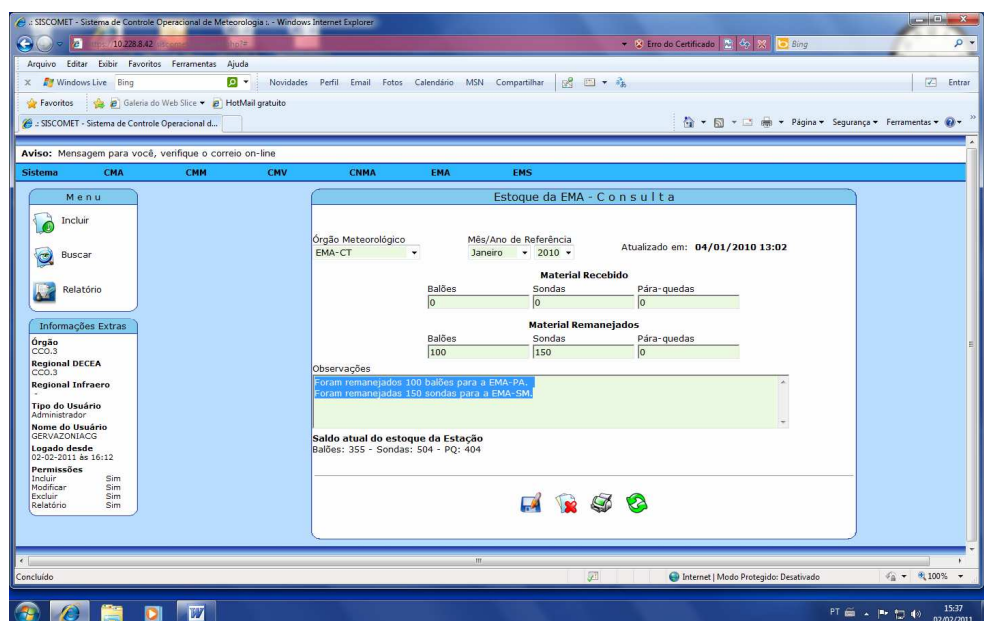 .: SISCOMET - Sistema de Controle Operacional de Meteorologia :. - Windows Internet Explorer
10.228.8.42
Erro do Certificado
Bing
Arquivo Editar Exibir Favoritos Ferramentas Ajuda
x Windows Live Bing Novidades Perfil Email Fotos Calendário MSN Compartilhar Entrar
Favoritos Galeria do Web Slice HotMail gratuito
.: SISCOMET - Sistema de Controle Operacional d... Página Segurança Ferramentas
Aviso: Mensagem para você, verifique o correio on-line
Sistema CMA CMM CMV CNMA EMA EMS
Menu
Incluir
Buscar
Relatório
Informações Extras
Órgão
CCO.3
Regional DECEA
CCO.3
Regional Infraero
-
Tipo do Usuário
Administrador
Nome do Usuário
GERVAZONIACG
Logado desde
02-02-2011 às 16:12
Permissões
Incluir Sim
Modificar Sim
Excluir Sim
Relatório Sim
Estoque da EMA - Consulta
Órgão Meteorológico Mês/Ano de Referência
EMA-CT Janeiro 2010 Atualizado em: 04/01/2010 13:02
Material Recebido
Balões Sondas Pára-quedas
0 0 0
Material Remanejados
Balões Sondas Pára-quedas
100 150 0
Observações
Foram remanejados 100 balões para a EMA-PA.
Foram remanejadas 150 sondas para a EMA-SM.
Saldo atual do estoque da Estação
Balões: 355 - Sondas: 504 - PQ: 404
Concluído Internet | Modo Protegido: Desativado 100%
PT 15:37
02/02/2011